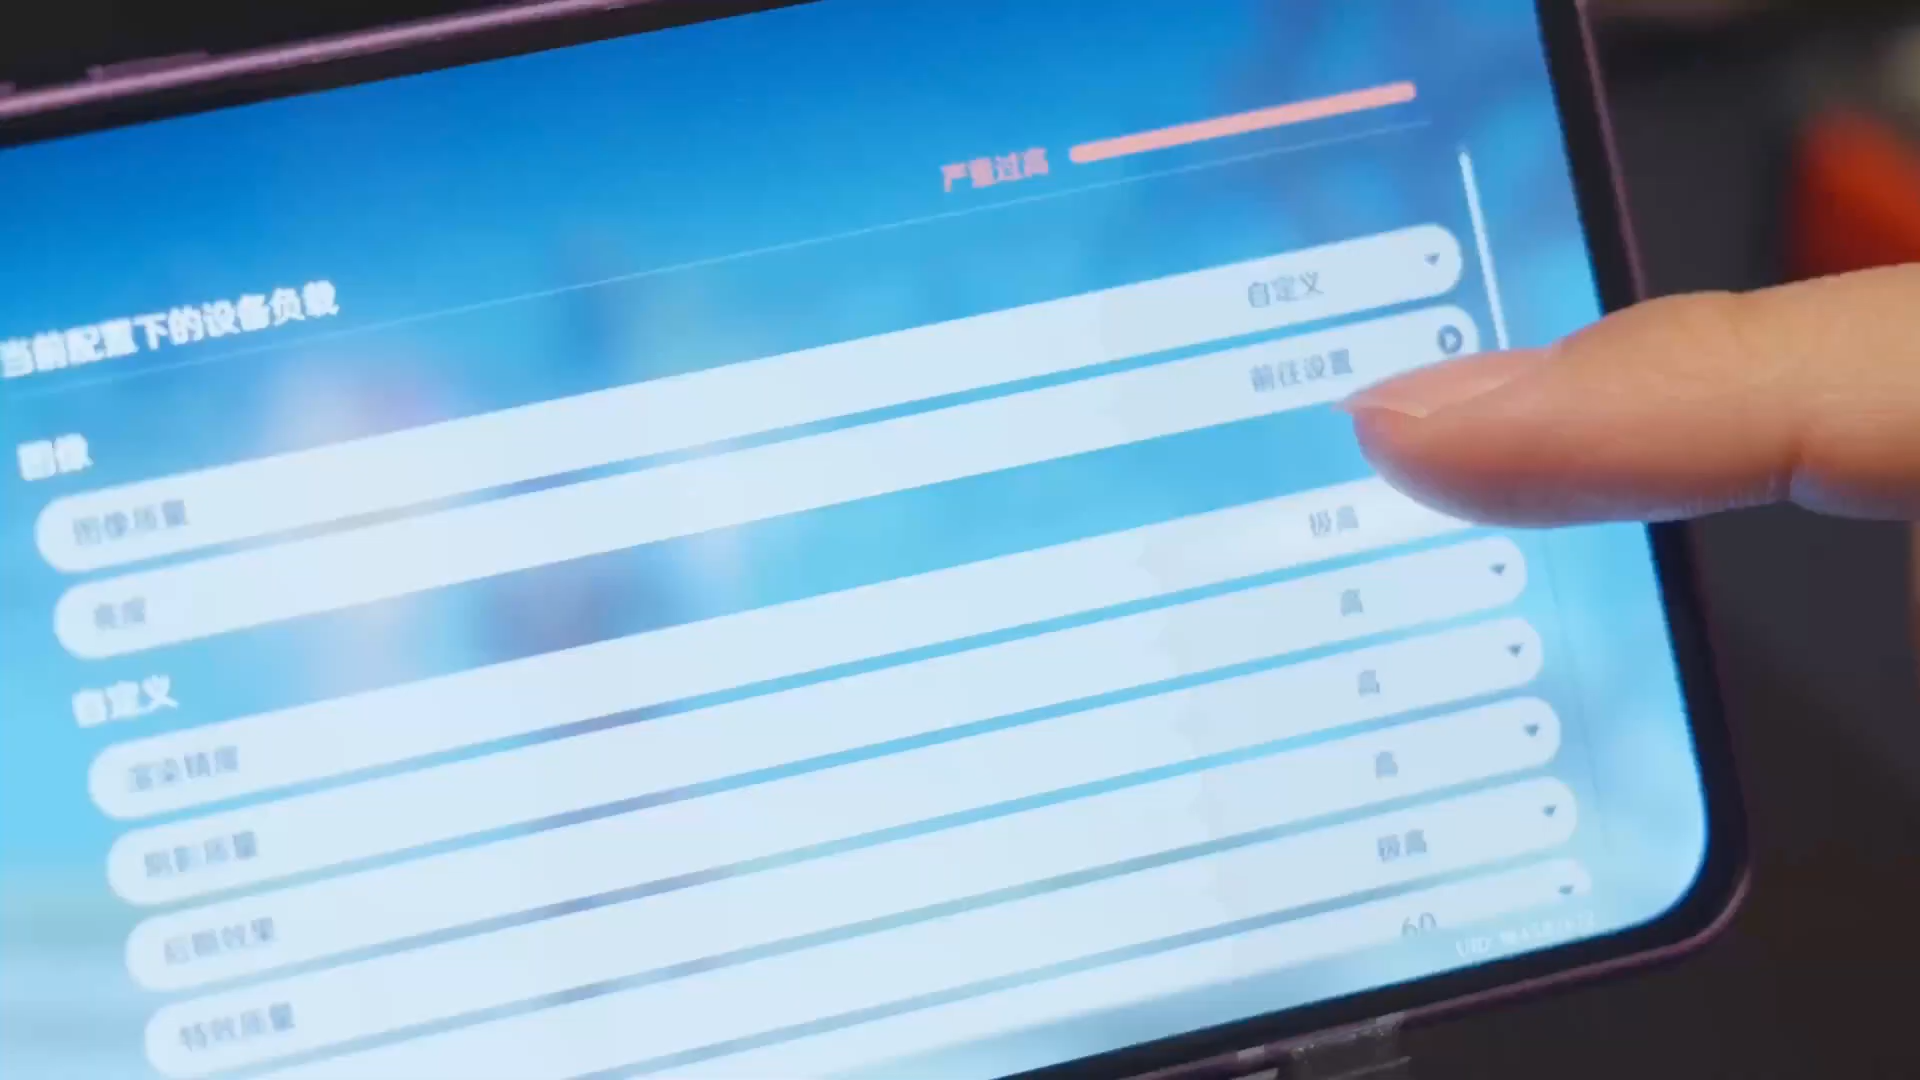 严重过高
当前配置下的设备负载
图像
图像质量 自定义
亮度 前往设置
自定义
渲染精度 极高
阴影质量 高
后期效果 高
特效质量 高
极高
60